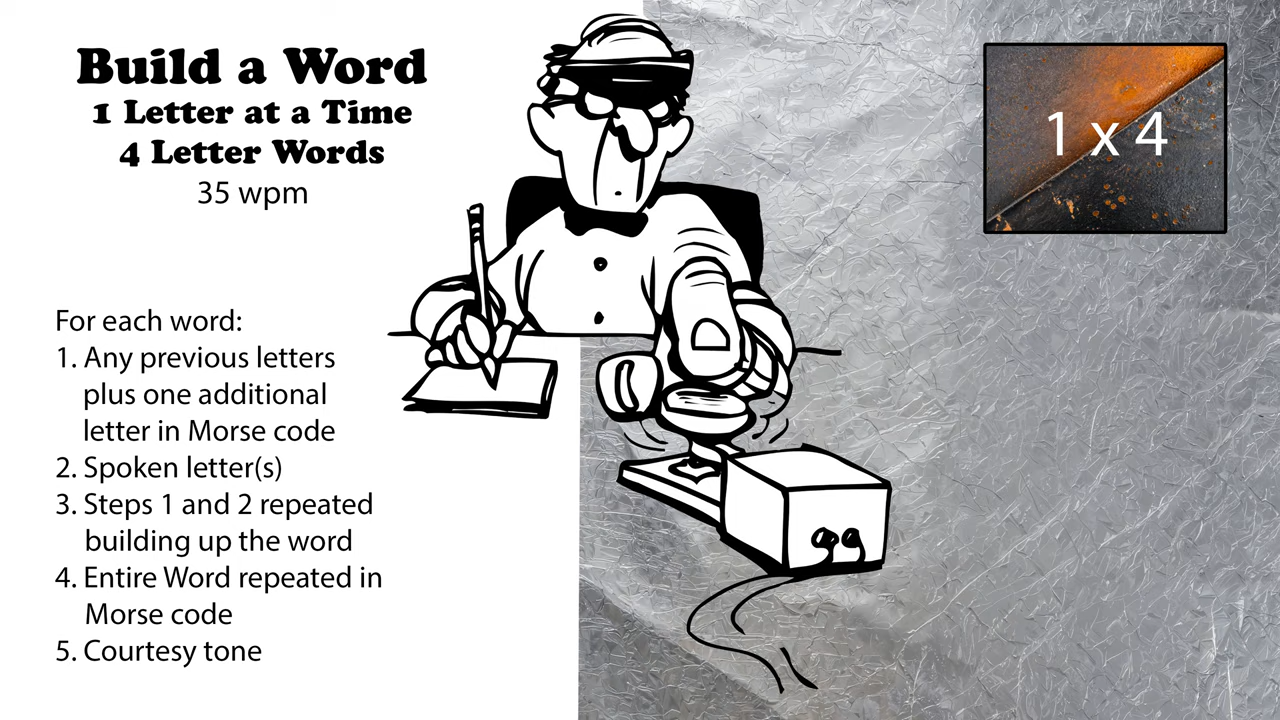 Build a Word
1 Letter at a Time
4 Letter Words
35 wpm
1 x 4
For each word:
1. Any previous letters
plus one additional
letter in Morse code
2. Spoken letter(s)
3. Steps 1 and 2 repeated
building up the word
4. Entire Word repeated in
Morse code
5. Courtesy tone